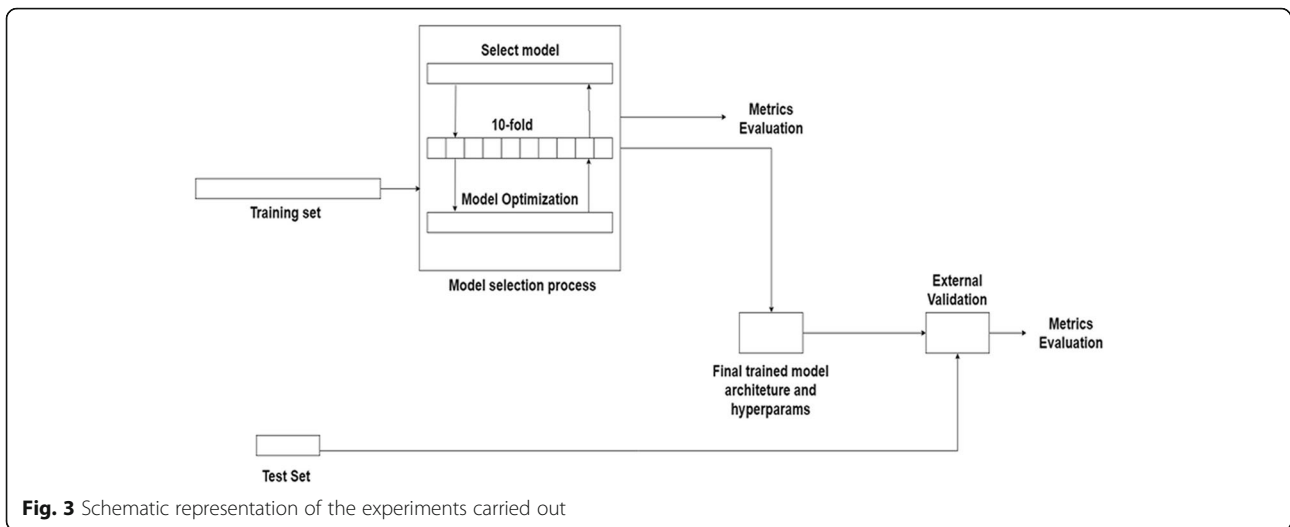 Select model
10-fold
Model Optimization
Model selection process
Training set
Metrics
Evaluation
External
Validation
Metrics
Evaluation
Final trained model
architeture and
hyperparams
Test Set
Fig. 3 Schematic representation of the experiments carried out